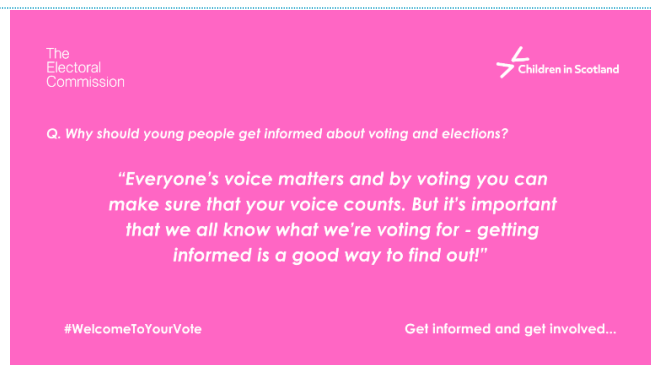 The
Electoral
Commission
Children in Scotland
Q. Why should young people get informed about voting and elections?
“Everyone's voice matters and by voting you can
make sure that your voice counts. But it's important
that we all know what we're voting for - getting
informed is a good way to find out!”
#WelcomeToYourVote
Get informed and get involved...